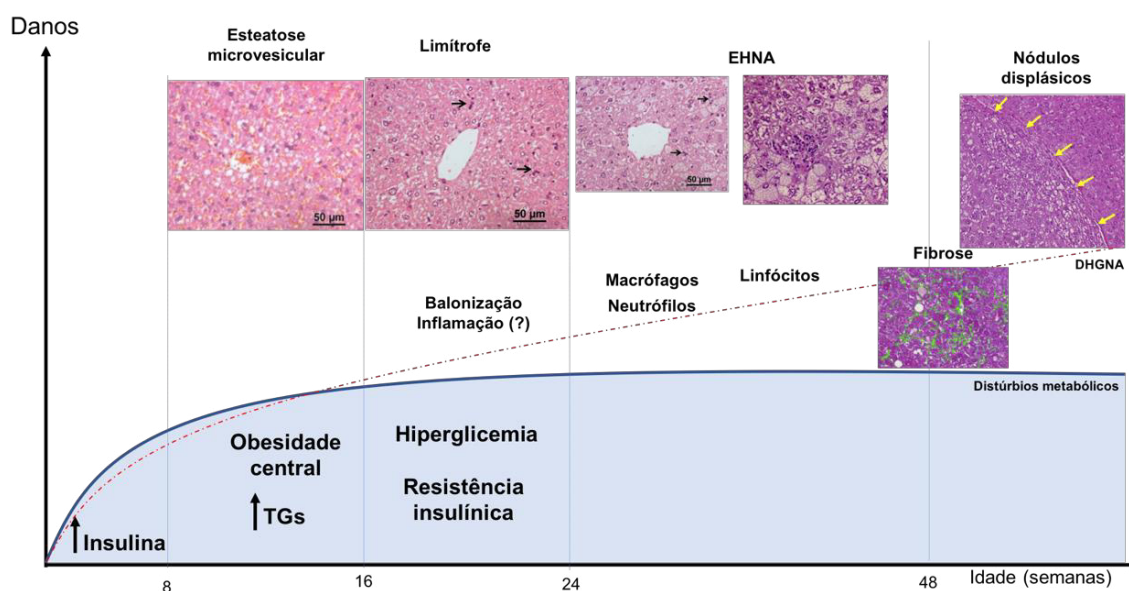 Danos
Esteatose
microvesicular
Limítrofe
EHNA
Nódulos
displásicos
50 µm
50 µm
50 µm
Fibrose
DHGNA
Macrófagos
Linfócitos
Neutrófilos
Balonização
Inflamação (?)
Distúrbios metabólicos
Obesidade
central
Hiperglicemia
TGs
Resistência
insulínica
Insulina
8
16
24
48
Idade (semanas)